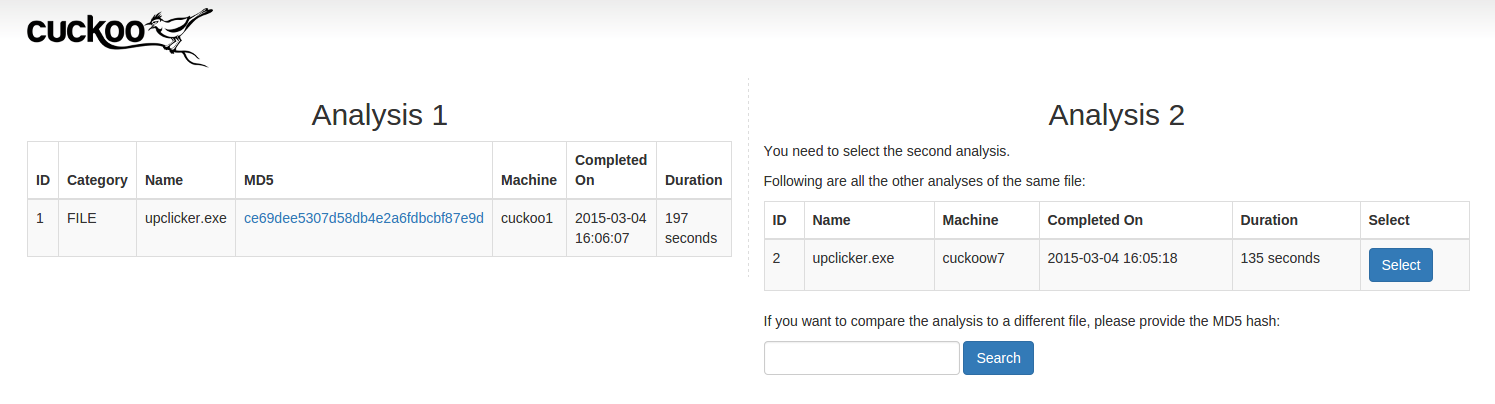 cuckoo
Analysis 1
ID Category Name MD5 Machine Completed On Duration
1 FILE upclicker.exe ce69dee5307d58db4e2a6fdbcbf87e9d cuckoo1 2015-03-04 16:06:07 197 seconds
Analysis 2
You need to select the second analysis.
Following are all the other analyses of the same file:
ID Name Machine Completed On Duration Select
2 upclicker.exe cuckoow7 2015-03-04 16:05:18 135 seconds Select
If you want to compare the analysis to a different file, please provide the MD5 hash:
Search